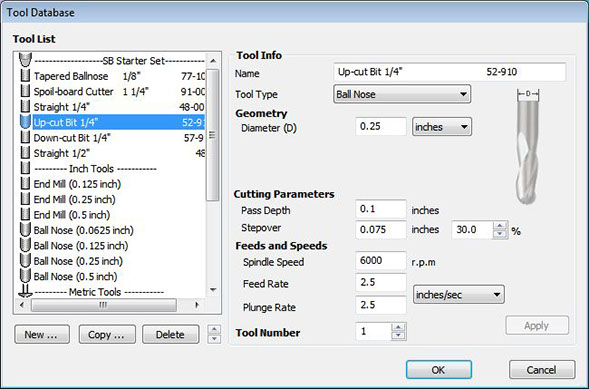 Tool Database
Tool List
--------------------SB Starter Set-------------
Tapered Ballnose 1/8" 77-10
Spoil-board Cutter 1 1/4" 91-00
Straight 1/4" 48-00
Up-cut Bit 1/4" 52-91
Down-cut Bit 1/4" 57-9
Straight 1/2" 48
--------- Inch Tools ---------
End Mill (0.125 inch)
End Mill (0.25 inch)
End Mill (0.5 inch)
Ball Nose (0.0625 inch)
Ball Nose (0.125 inch)
Ball Nose (0.25 inch)
Ball Nose (0.5 inch)
--------- Metric Tools ---------
New ...
Copy ...
Delete
Tool Info
Name
Up-cut Bit 1/4" 52-910
Tool Type
Ball Nose
D
Geometry
Diameter (D)
0.25
inches
Cutting Parameters
Pass Depth
0.1
inches
Stepover
0.075
inches
30.0
%
Feeds and Speeds
Spindle Speed
6000
r.p.m
Feed Rate
2.5
inches/sec
Plunge Rate
2.5
Tool Number
1
Apply
OK
Cancel